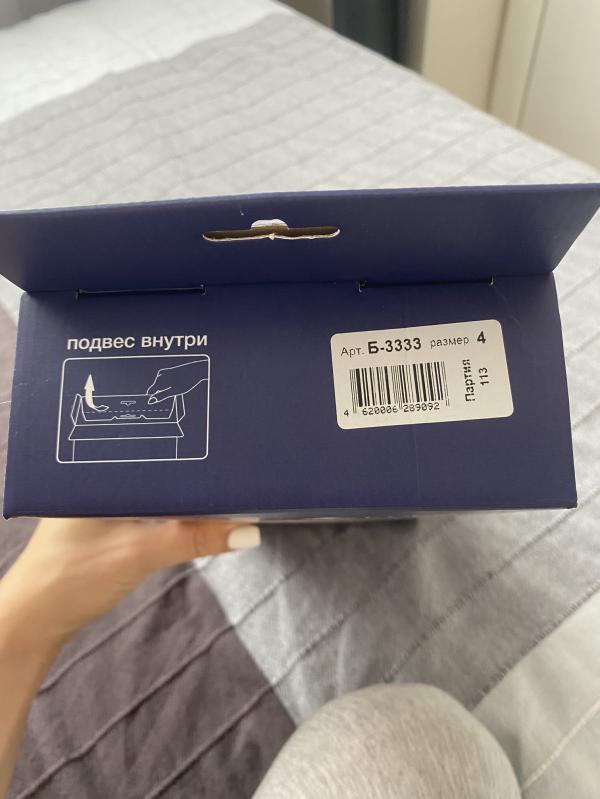 подвес внутри
Арт. Б-3333 размер 4
4 620006 289092
Партия
113